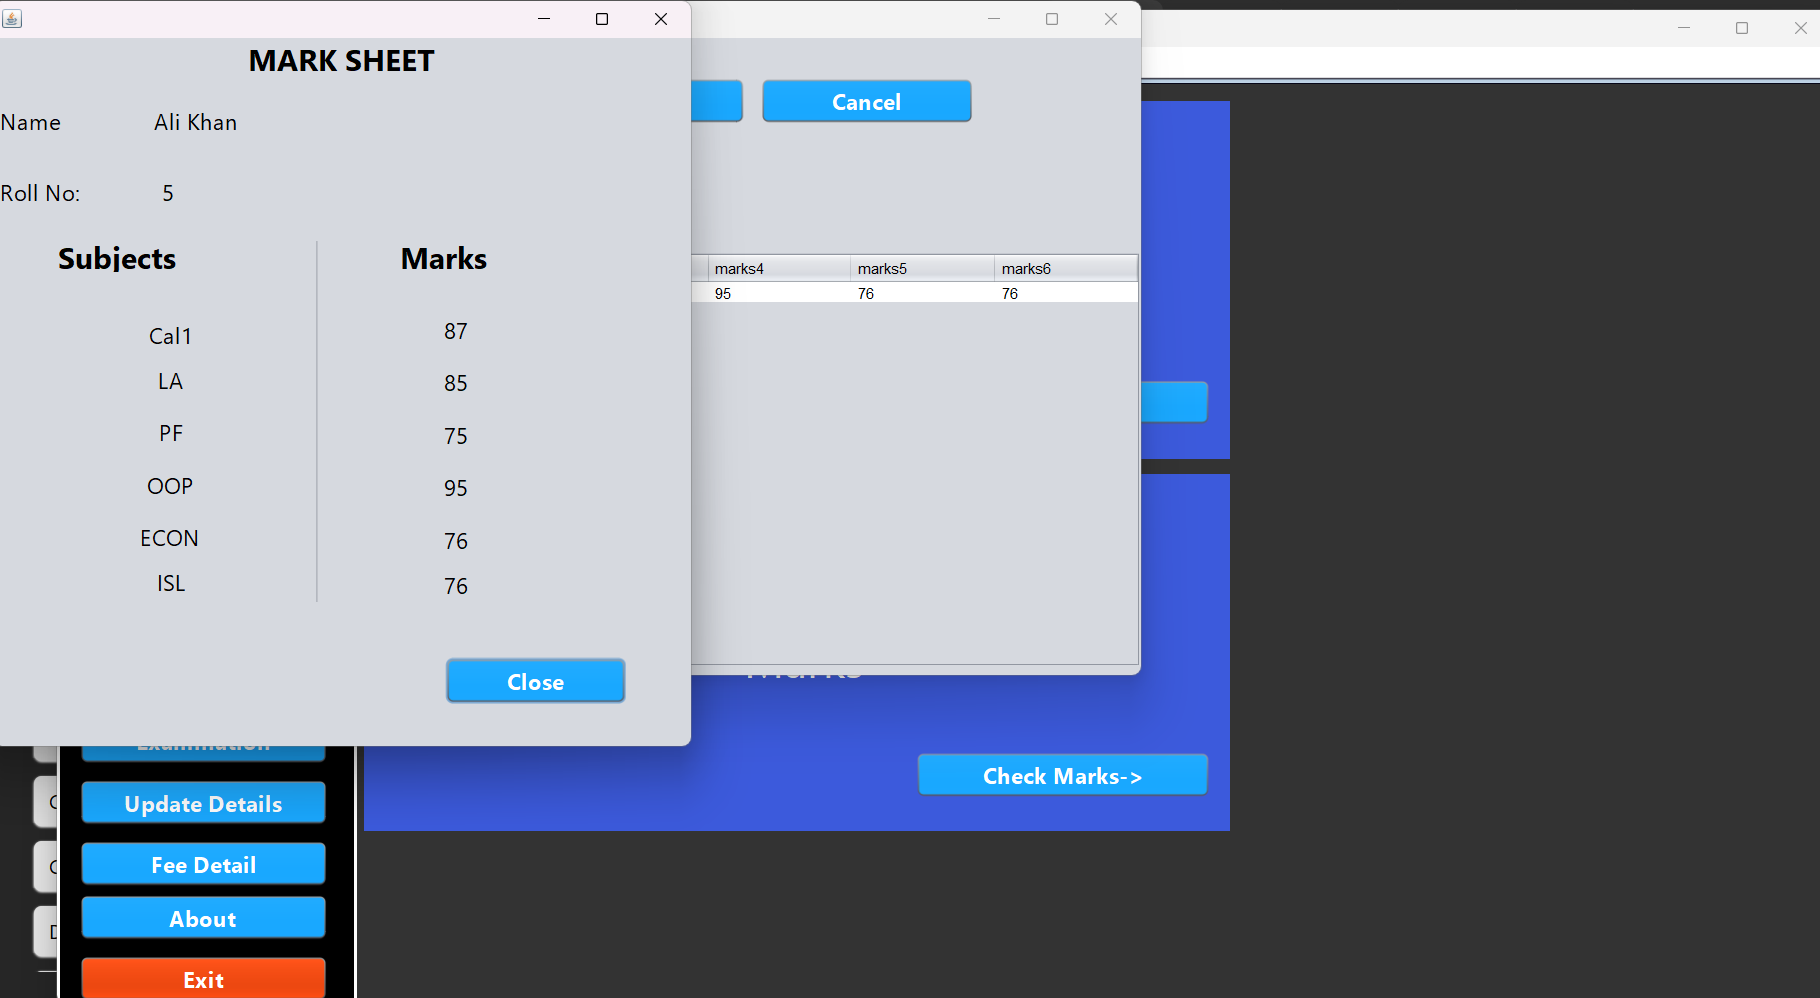 MARK SHEET
Name Ali Khan
Roll No: 5
Subjects Marks
Cal1 87
LA 85
PF 75
OOP 95
ECON 76
ISL 76
Close
Cancel
marks4 marks5 marks6
95 76 76
Marks
Check Marks->
Examination
Update Details
Fee Detail
About
Exit